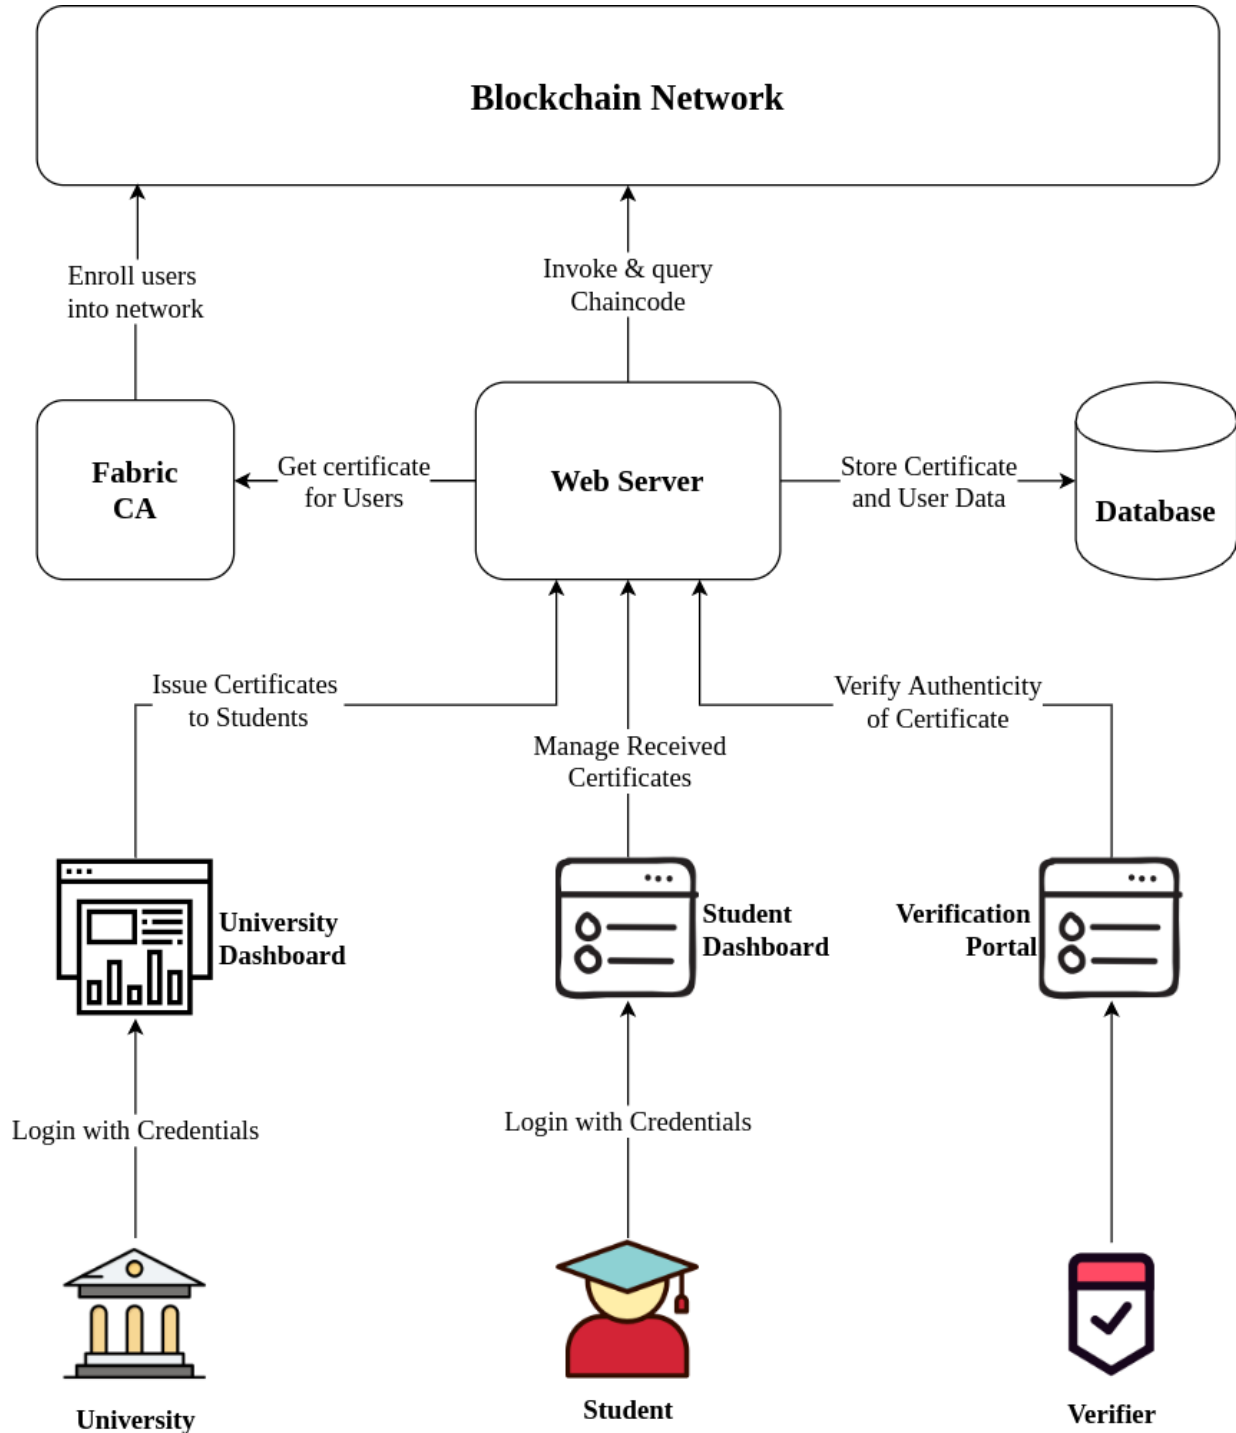 Blockchain Network
Enroll users
into network
Invoke & query
Chaincode
Fabric
CA
Get certificate
for Users
Web Server
Store Certificate
and User Data
Database
Issue Certificates
to Students
Manage Received
Certificates
Verify Authenticity
of Certificate
University
Dashboard
Student
Dashboard
Verification
Portal
Login with Credentials
Login with Credentials
University
Student
Verifier